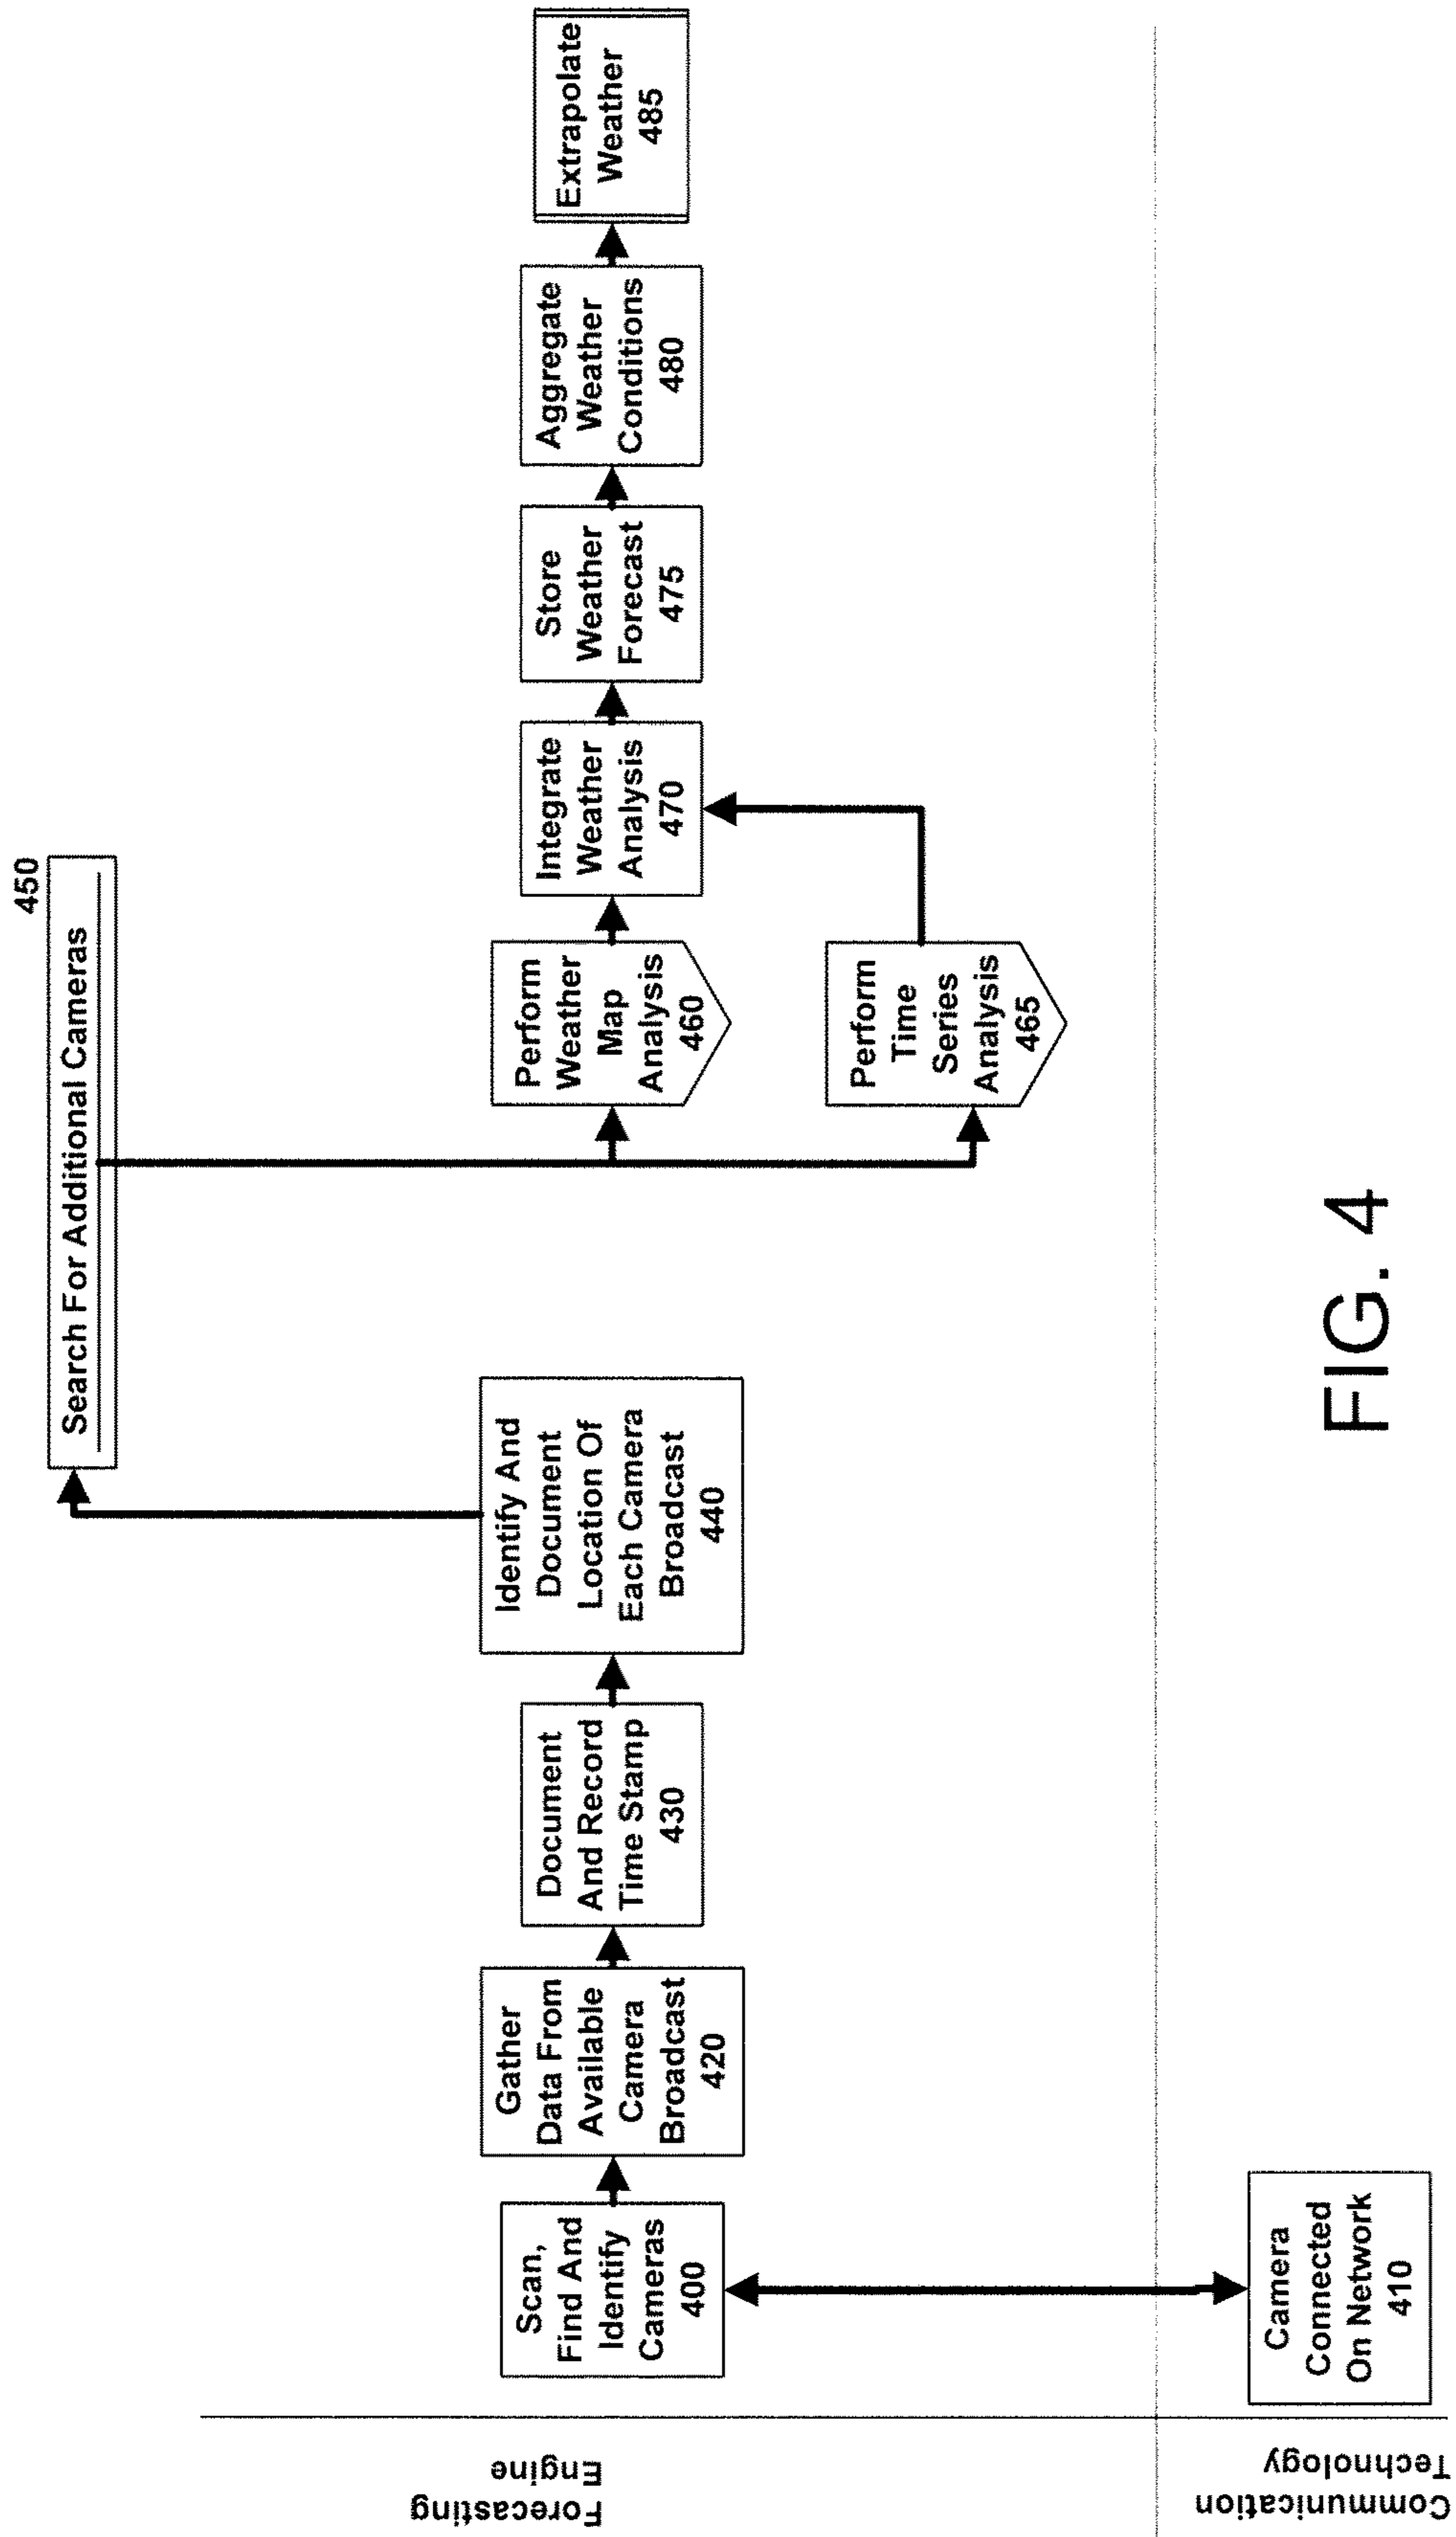 450
Search For Additional Cameras
Forecasting
Engine
Scan,
Find And
Identify
Cameras
400
Gather
Data From
Available
Camera
Broadcast
420
Document
And Record
Time Stamp
430
Identify And
Document
Location Of
Each Camera
Broadcast
440
Perform
Weather
Map
Analysis
460
Perform
Time
Series
Analysis
465
Integrate
Weather
Analysis
470
Store
Weather
Forecast
475
Aggregate
Weather
Conditions
480
Extrapolate
Weather
485
Communication
Technology
Camera
Connected
On Network
410
FIG. 4